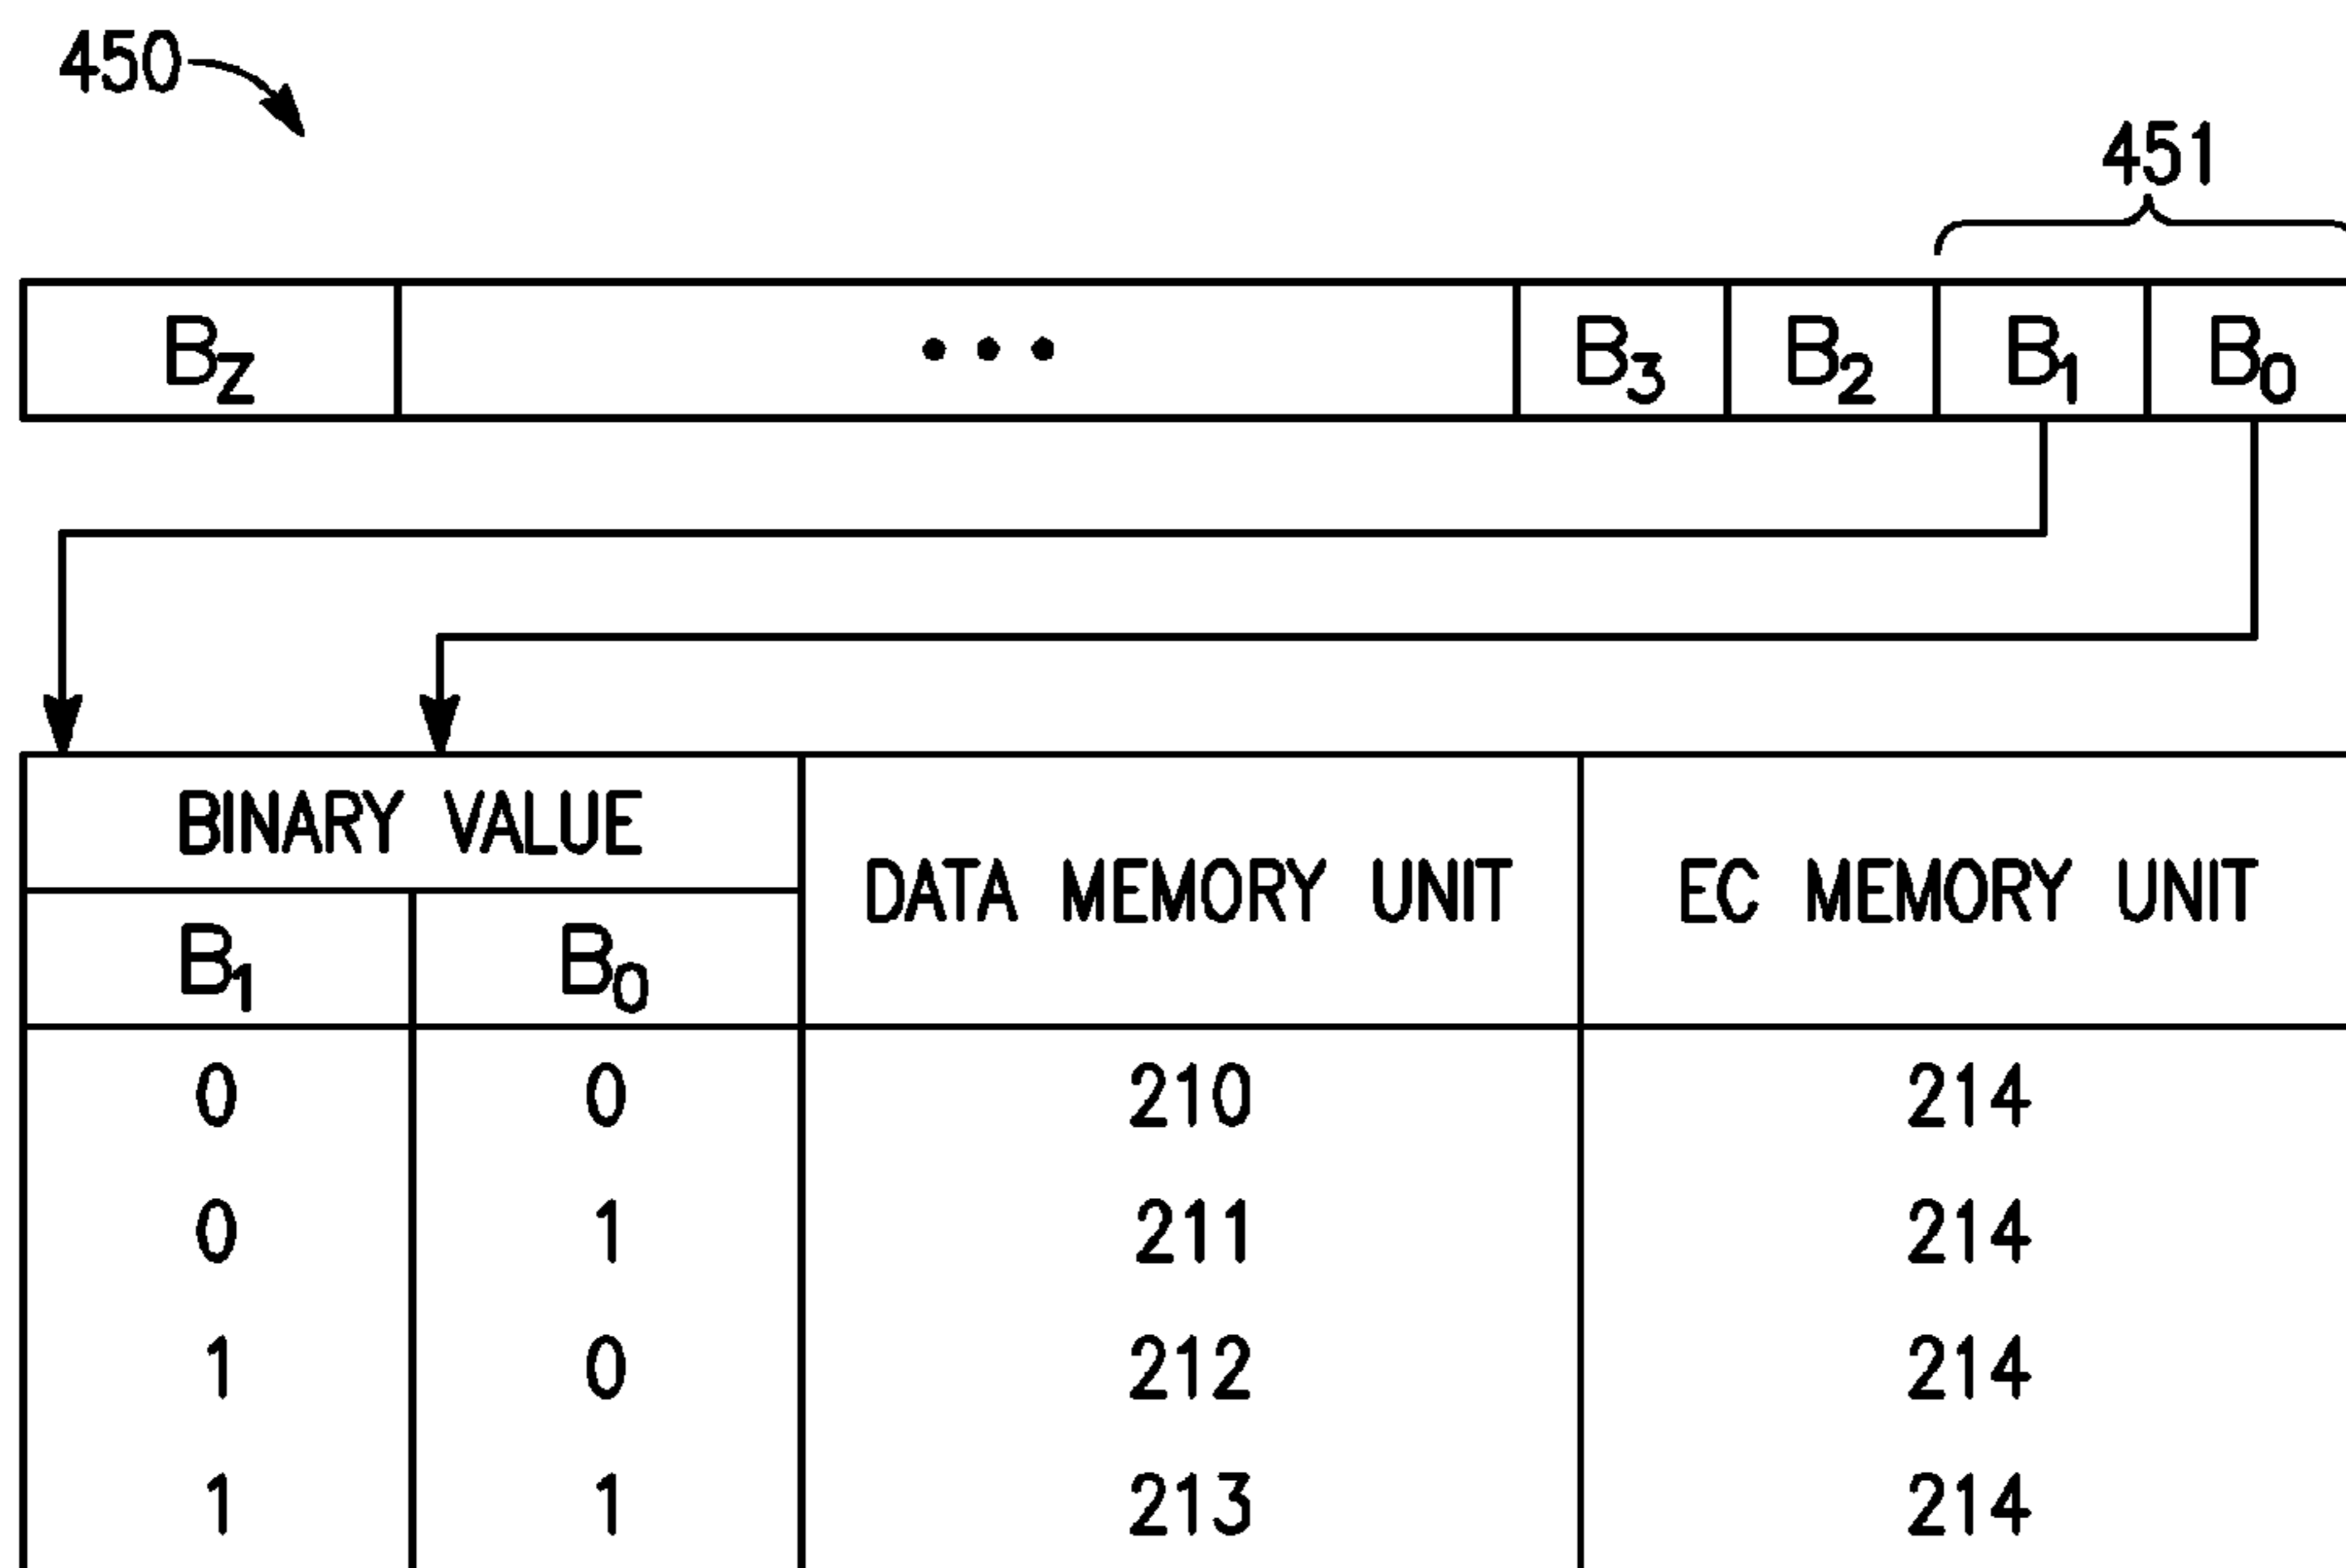 450
451
B_Z ••• B_3 B_2 B_1 B_0
BINARY VALUE DATA MEMORY UNIT EC MEMORY UNIT
B_1 B_0
0 0 210 214
0 1 211 214
1 0 212 214
1 1 213 214